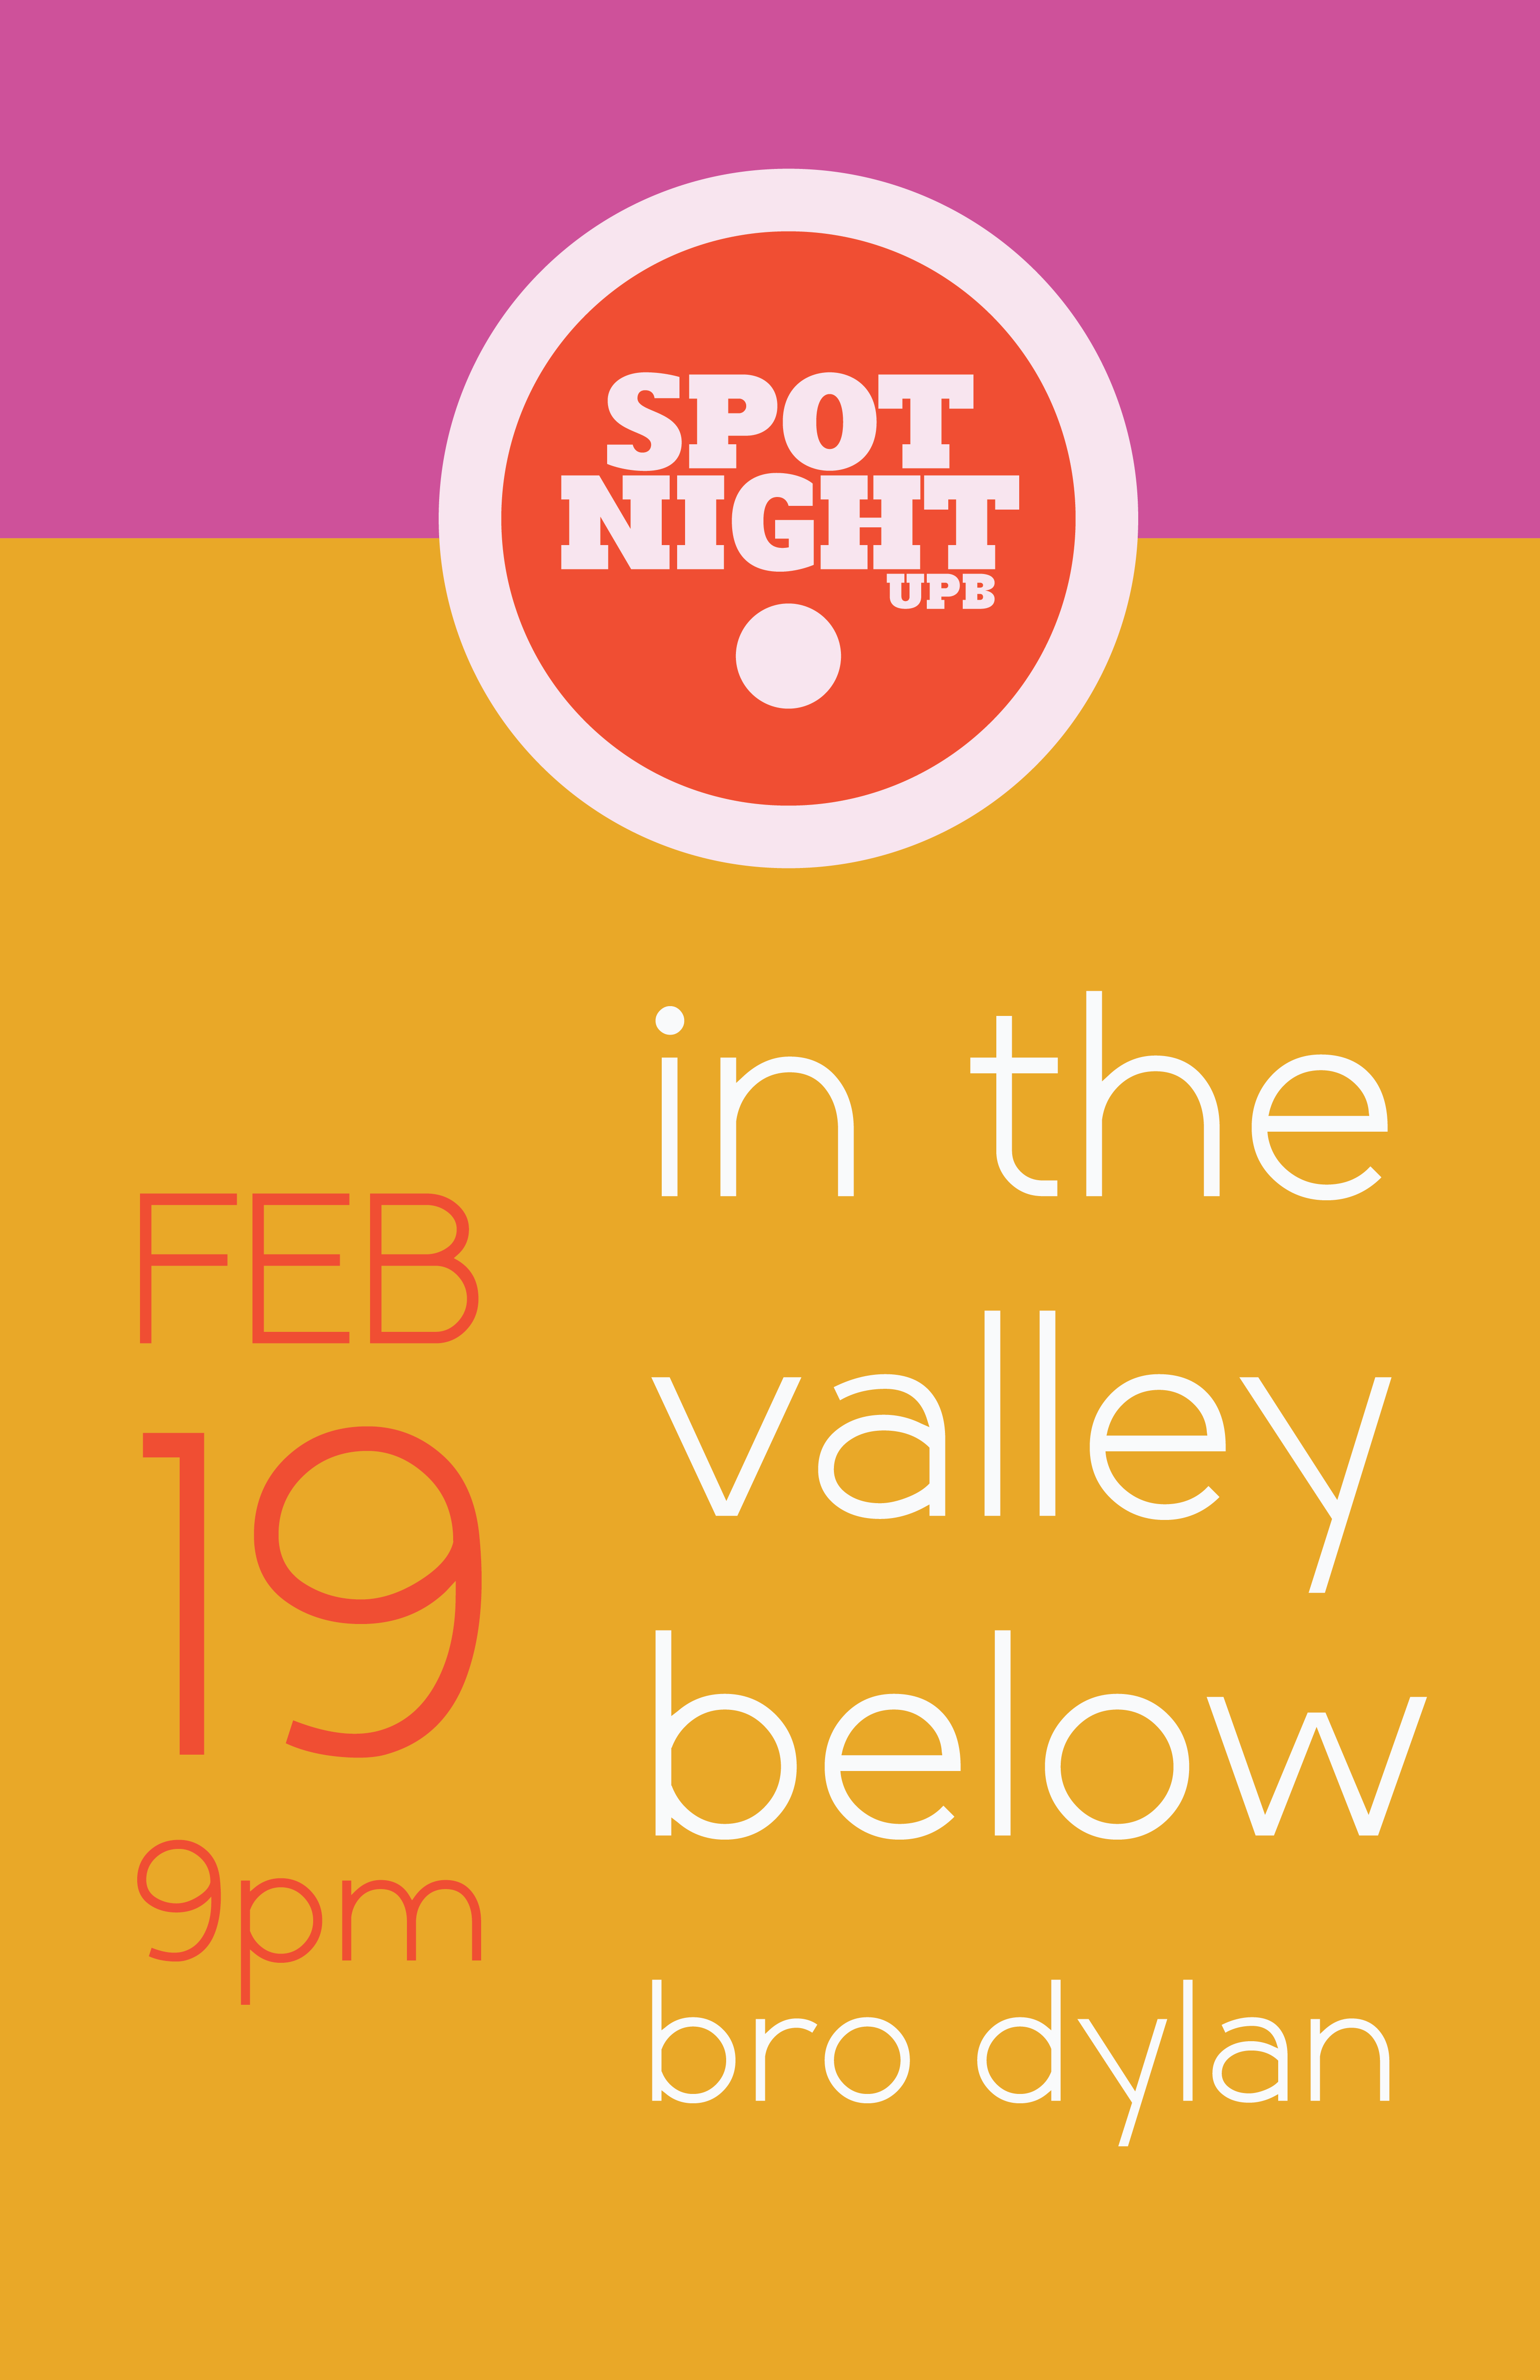 SPOT
NIGHT
UPB
FEB
19
9pm
in the
valley
below
bro dylan